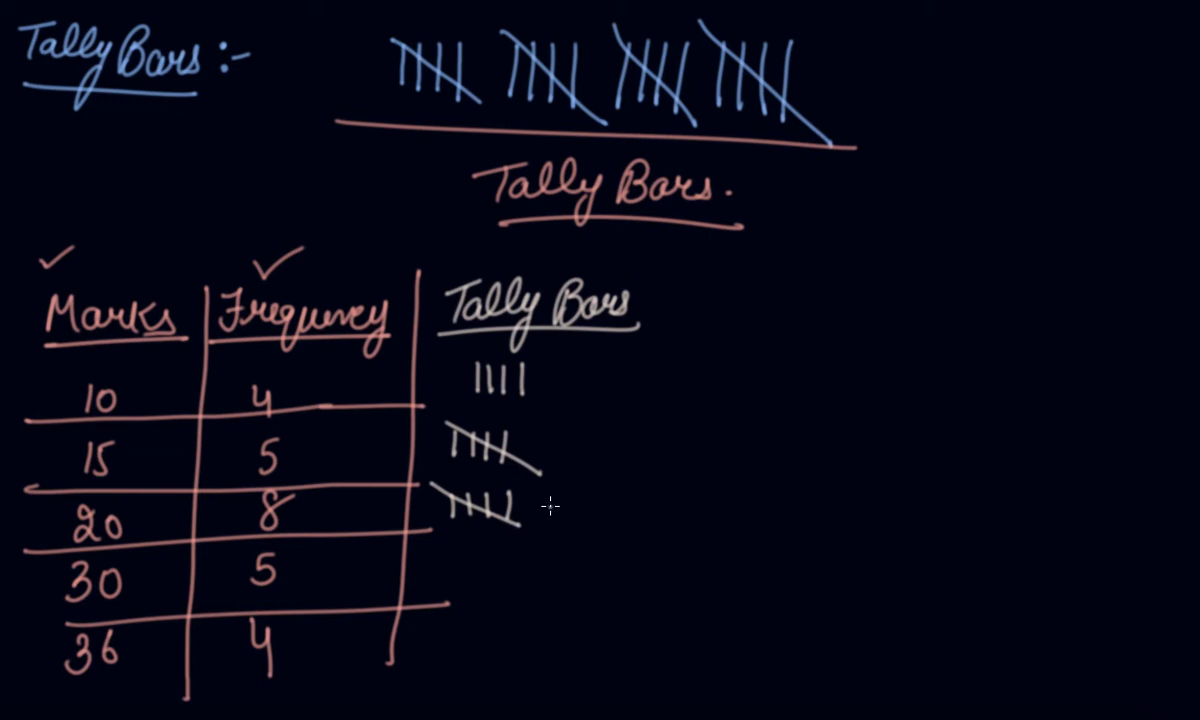 Tally Bars :-
Tally Bars.
Marks Frequency Tally Bars
10 4 ||||
15 5 ||||
20 8 ||||
30 5
36 4